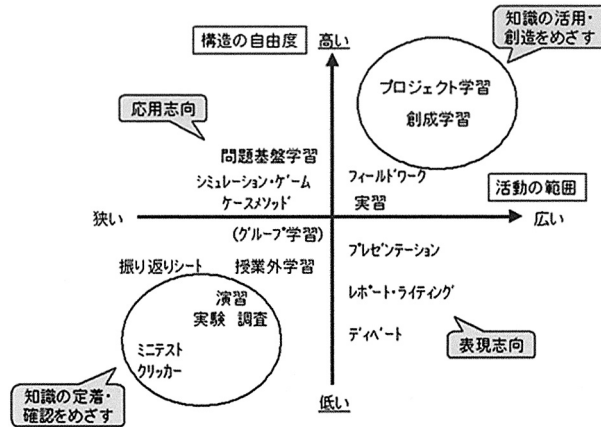 構造の自由度
高い
知識の活用・
創造をめざす
プロジェクト学習
創成学習
応用志向
問題基盤学習
シミュレーション・ゲーム
ケースメソッド
フィールドワーク
実習
活動の範囲
狭い
広い
(グループ学習)
振り返りシート
授業外学習
プレゼンテーション
演習
実験 調査
レポート・ライティング
ミニテスト
クリッカー
ディベート
表現志向
知識の定着・
確認をめざす
低い